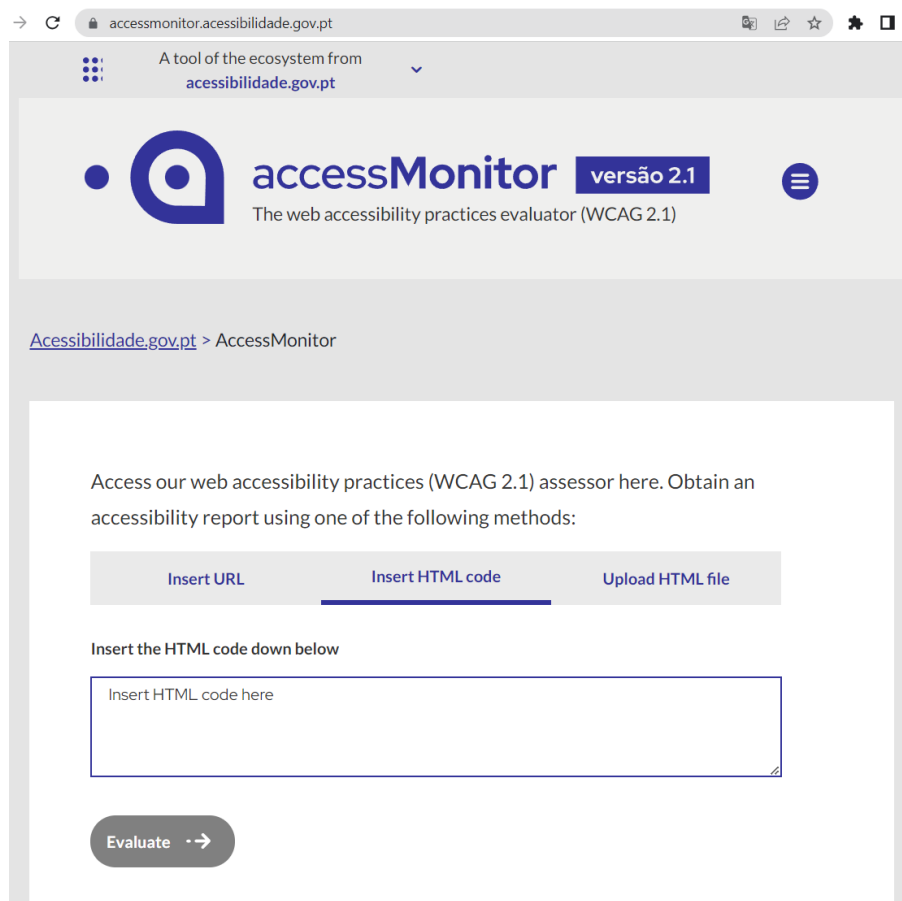 accessmonitor.acessibilidade.gov.pt
A tool of the ecosystem from
acessibilidade.gov.pt
accessMonitor versão 2.1
The web accessibility practices evaluator (WCAG 2.1)
Acessibilidade.gov.pt > AccessMonitor
Access our web accessibility practices (WCAG 2.1) assessor here. Obtain an
accessibility report using one of the following methods:
Insert URL Insert HTML code Upload HTML file
Insert the HTML code down below
Insert HTML code here
Evaluate